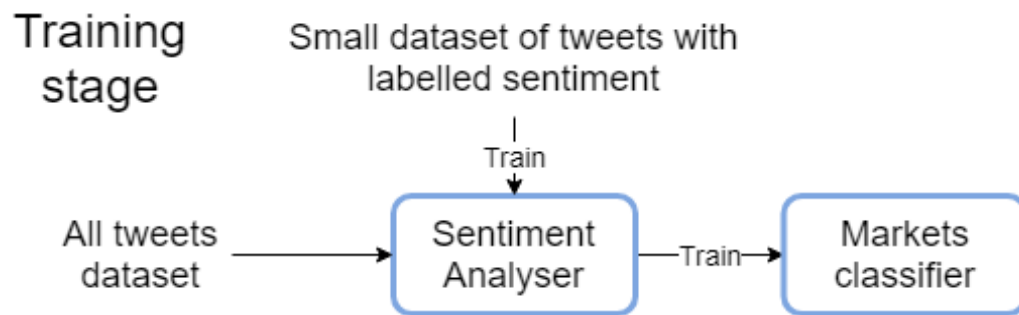 Training
stage
Small dataset of tweets with
labelled sentiment
Train
All tweets
dataset
Sentiment
Analyser
Train
Markets
classifier